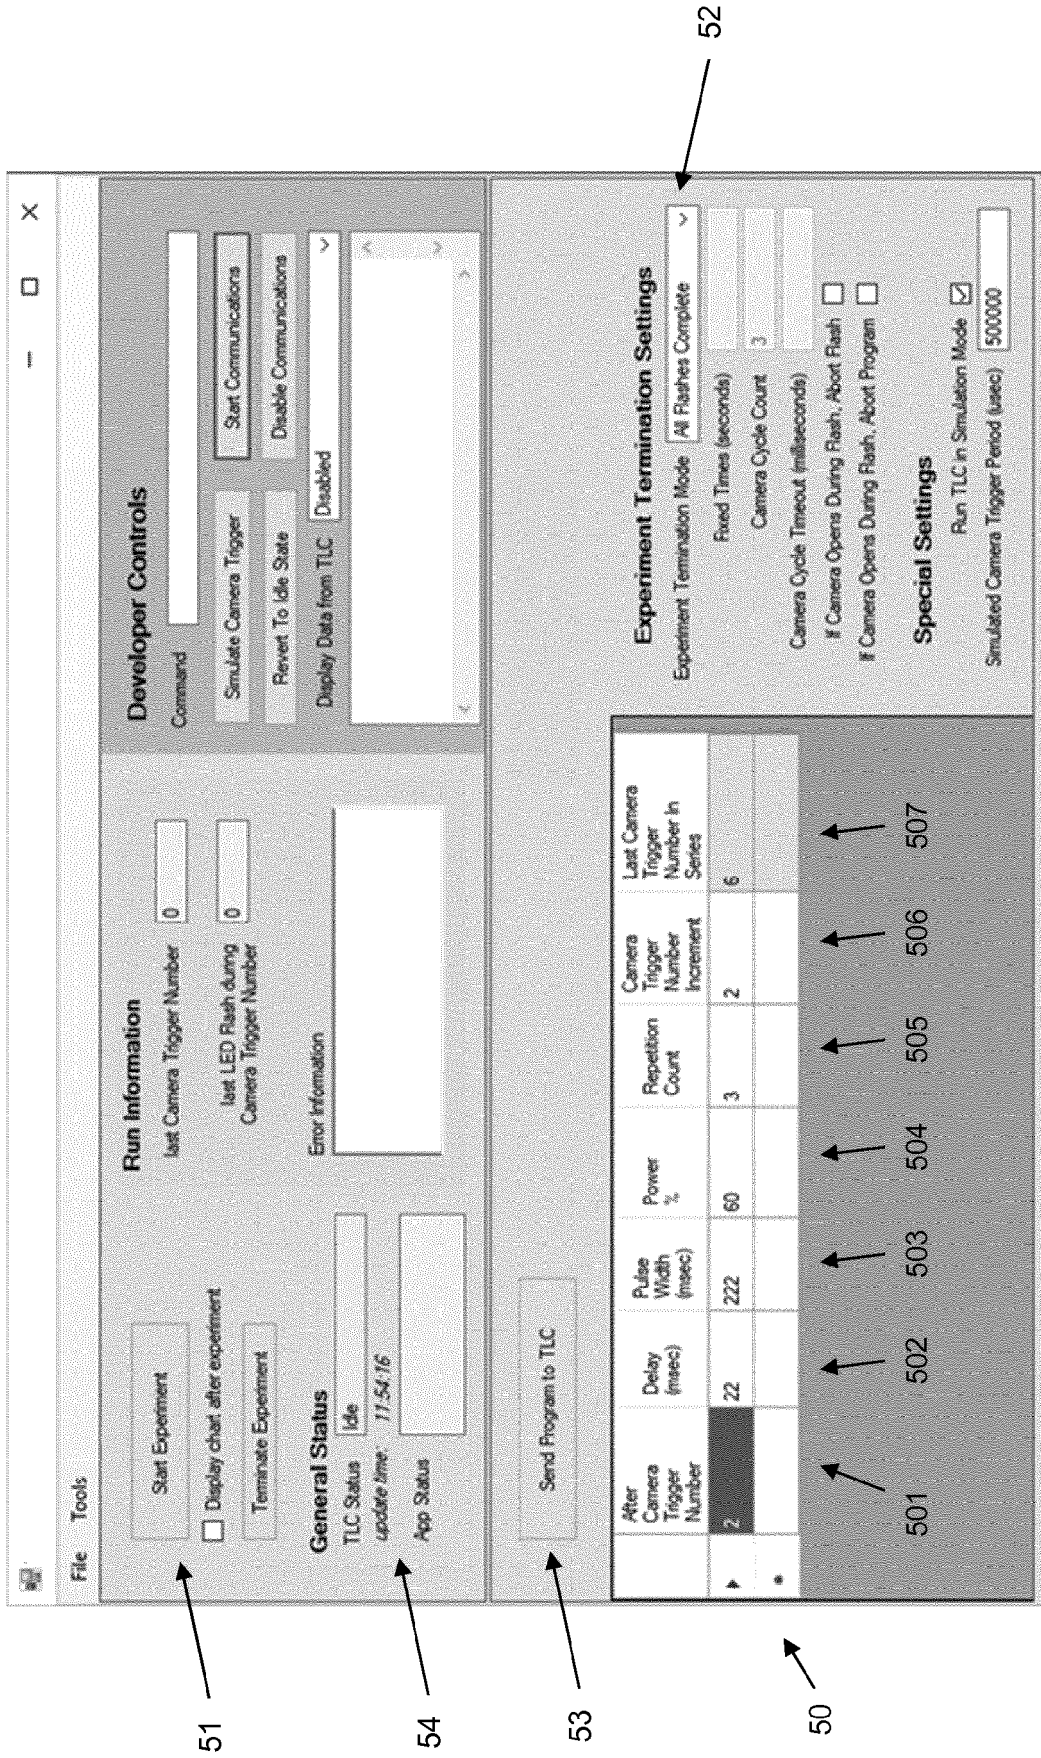 File Tools
Start Experiment
Display chart after experiment
Terminate Experiment
General Status
TLC Status Idle
update time: 11:54:16
App Status
Run Information
last Camera Trigger Number 0
last LED Flash during
Camera Trigger Number 0
Error Information
Developer Controls
Command
Simulate Camera Trigger
Start Communications
Revert To Idle State
Disable Communications
Display Data from TLC Disabled
Send Program to TLC
After
Camera
Trigger
Number
Delay
(msec)
Pulse
Width
(msec)
Power
%
Repetition
Count
Camera
Trigger
Number
Increment
Last Camera
Trigger
Number In
Series
2 22 222 60 3 2 6
Experiment Termination Settings
Experiment Termination Mode All Flashes Complete
Fixed Times (seconds)
Camera Cycle Count 3
Camera Cycle Timeout (milliseconds)
If Camera Opens During Flash, Abort Flash
If Camera Opens During Flash, Abort Program
Special Settings
Run TLC in Simulation Mode
Simulated Camera Trigger Period (usec) 500000
51
54
53
50
52
501
502
503
504
505
506
507